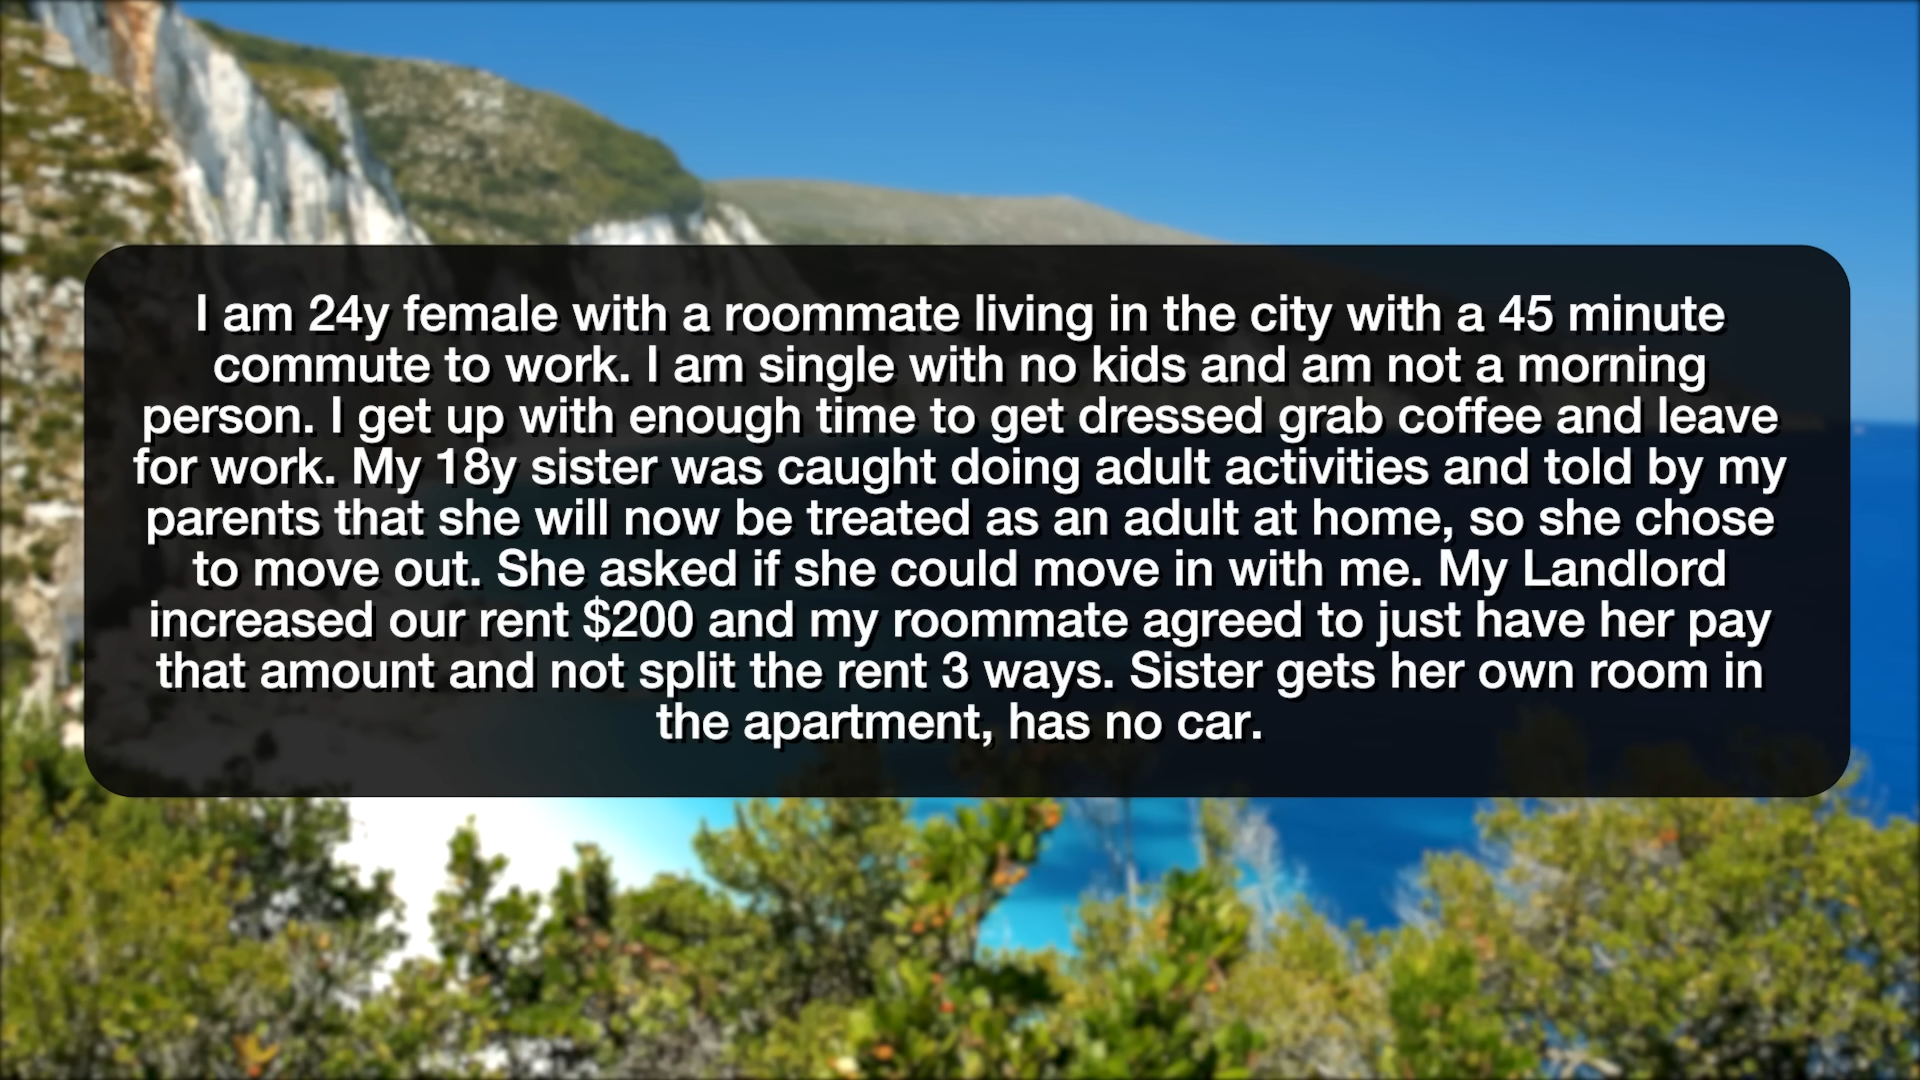 I am 24y female with a roommate living in the city with a 45 minute
commute to work. I am single with no kids and am not a morning
person. I get up with enough time to get dressed grab coffee and leave
for work. My 18y sister was caught doing adult activities and told by my
parents that she will now be treated as an adult at home, so she chose
to move out. She asked if she could move in with me. My Landlord
increased our rent $200 and my roommate agreed to just have her pay
that amount and not split the rent 3 ways. Sister gets her own room in
the apartment, has no car.